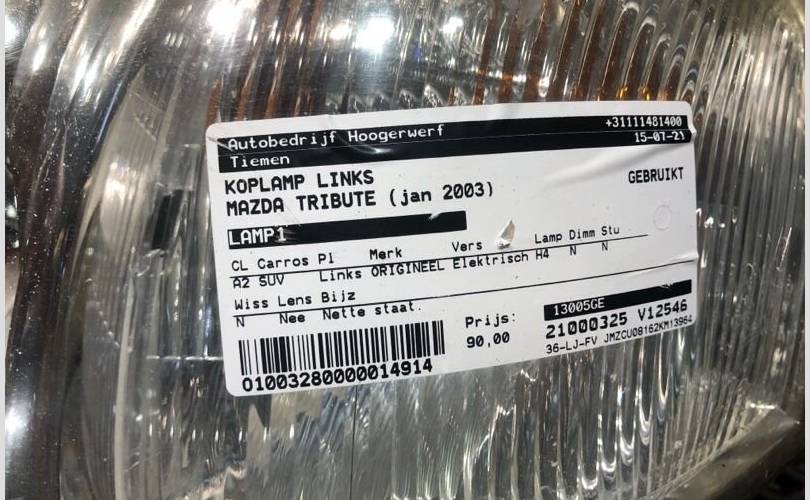 Autobedrijf Hoogerwerf +31111481400
Tiemen 15-07-21
KOPLAMP LINKS GEBRUIKT
MAZDA TRIBUTE (jan 2003)
LAMP1
CL Carros Pl Merk Vers Lamp Dimm Stu
A2 SUV Links ORIGINEEL Elektrisch H4 N N
Wiss Lens Bijz
N Nee Nette staat.
Prijs: 13005GE
90,00 21000325 V12546
01003280000014914 36-LJ-FV JMZCU08162KM13964